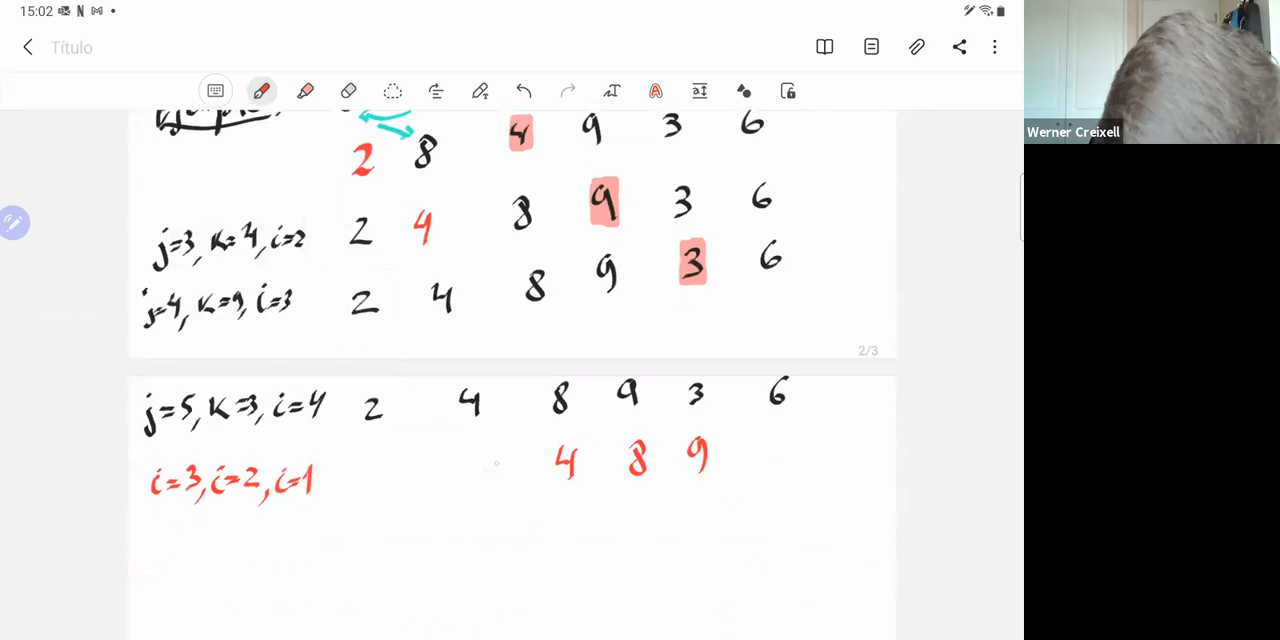 15:02
Título
Werner Creixell
Ejemplo:
2 8 4 9 3 6
j=3, k=4, i=2 2 4 8 9 3 6
j=4, k=9, i=3 2 4 8 9 3 6
2/3
j=5, k=3, i=4 2 4 8 9 3 6
i=3, i=2, i=1 4 8 9